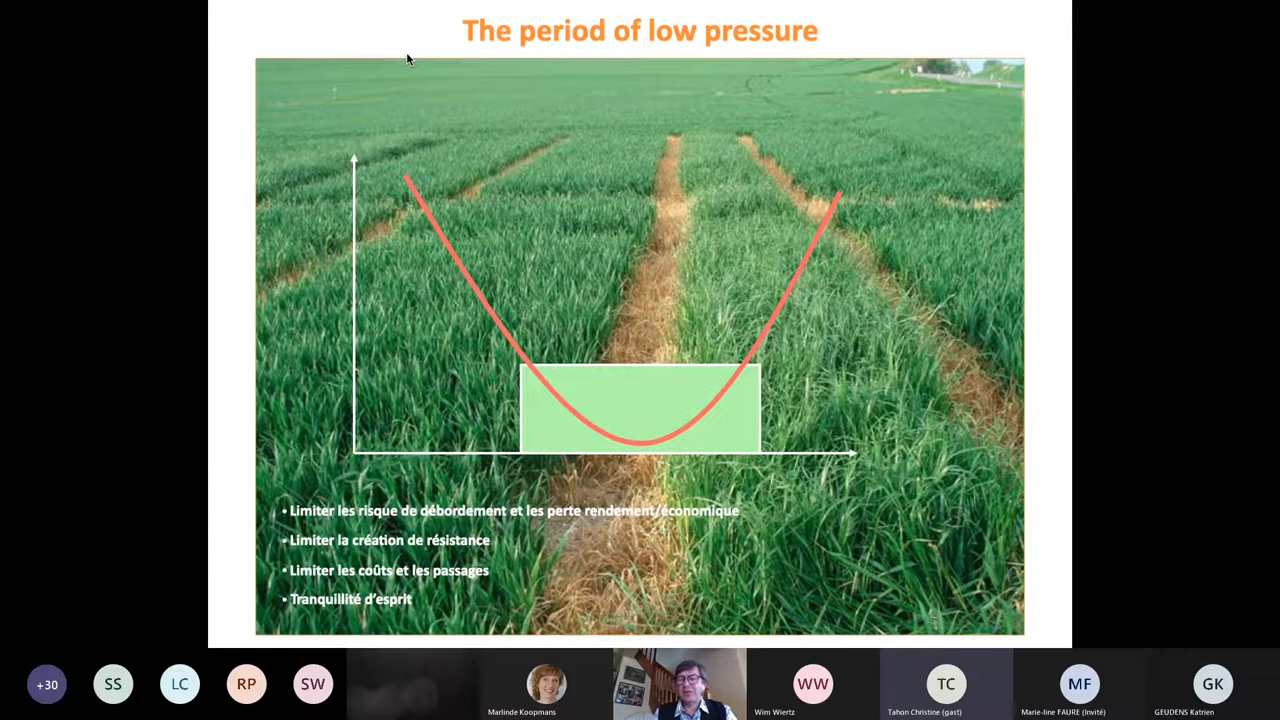 The period of low pressure
• Limiter les risque de débordement et les perte rendement/économique
• Limiter la création de résistance
• Limiter les coûts et les passages
• Tranquillité d'esprit
+30
SS
LC
RP
SW
WW
TC
MF
GK
Marlinde Koopmans
Wim Wiertz
Tahon Christine (gast)
Marie-line FAURE (Invité)
GEUDENS Katrien